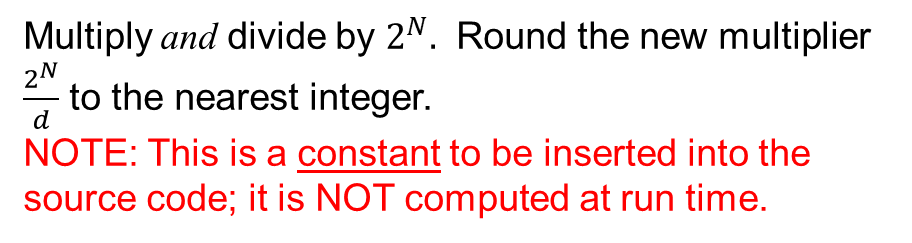 Multiply and divide by 2^N. Round the new multiplier
2^N/d to the nearest integer.
NOTE: This is a constant to be inserted into the
source code; it is NOT computed at run time.